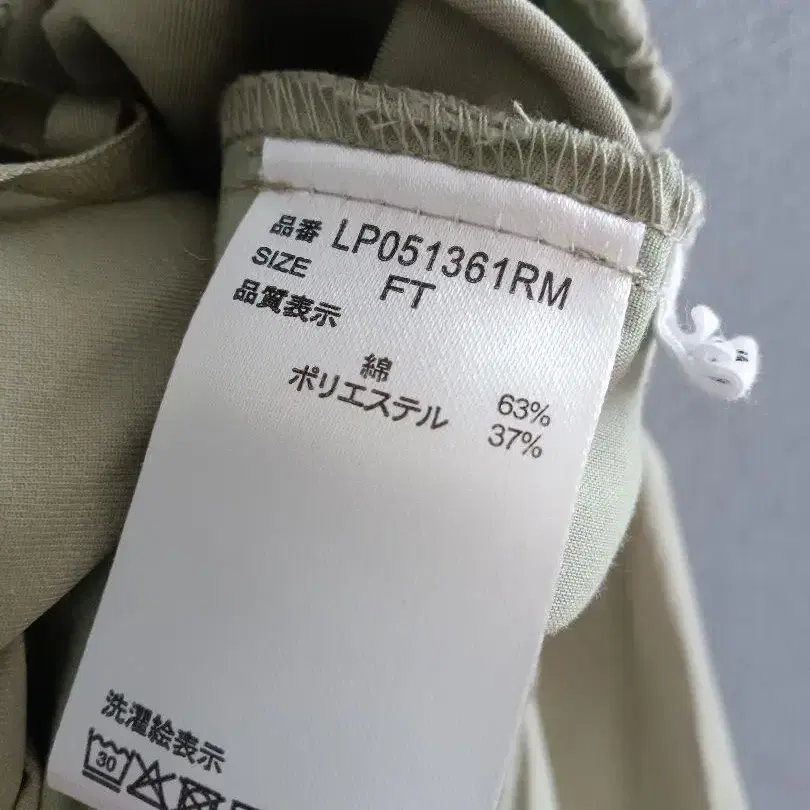 品番 LP051361RM
SIZE FT
品質表示
綿 63%
ポリエステル 37%
洗濯絵表示
30